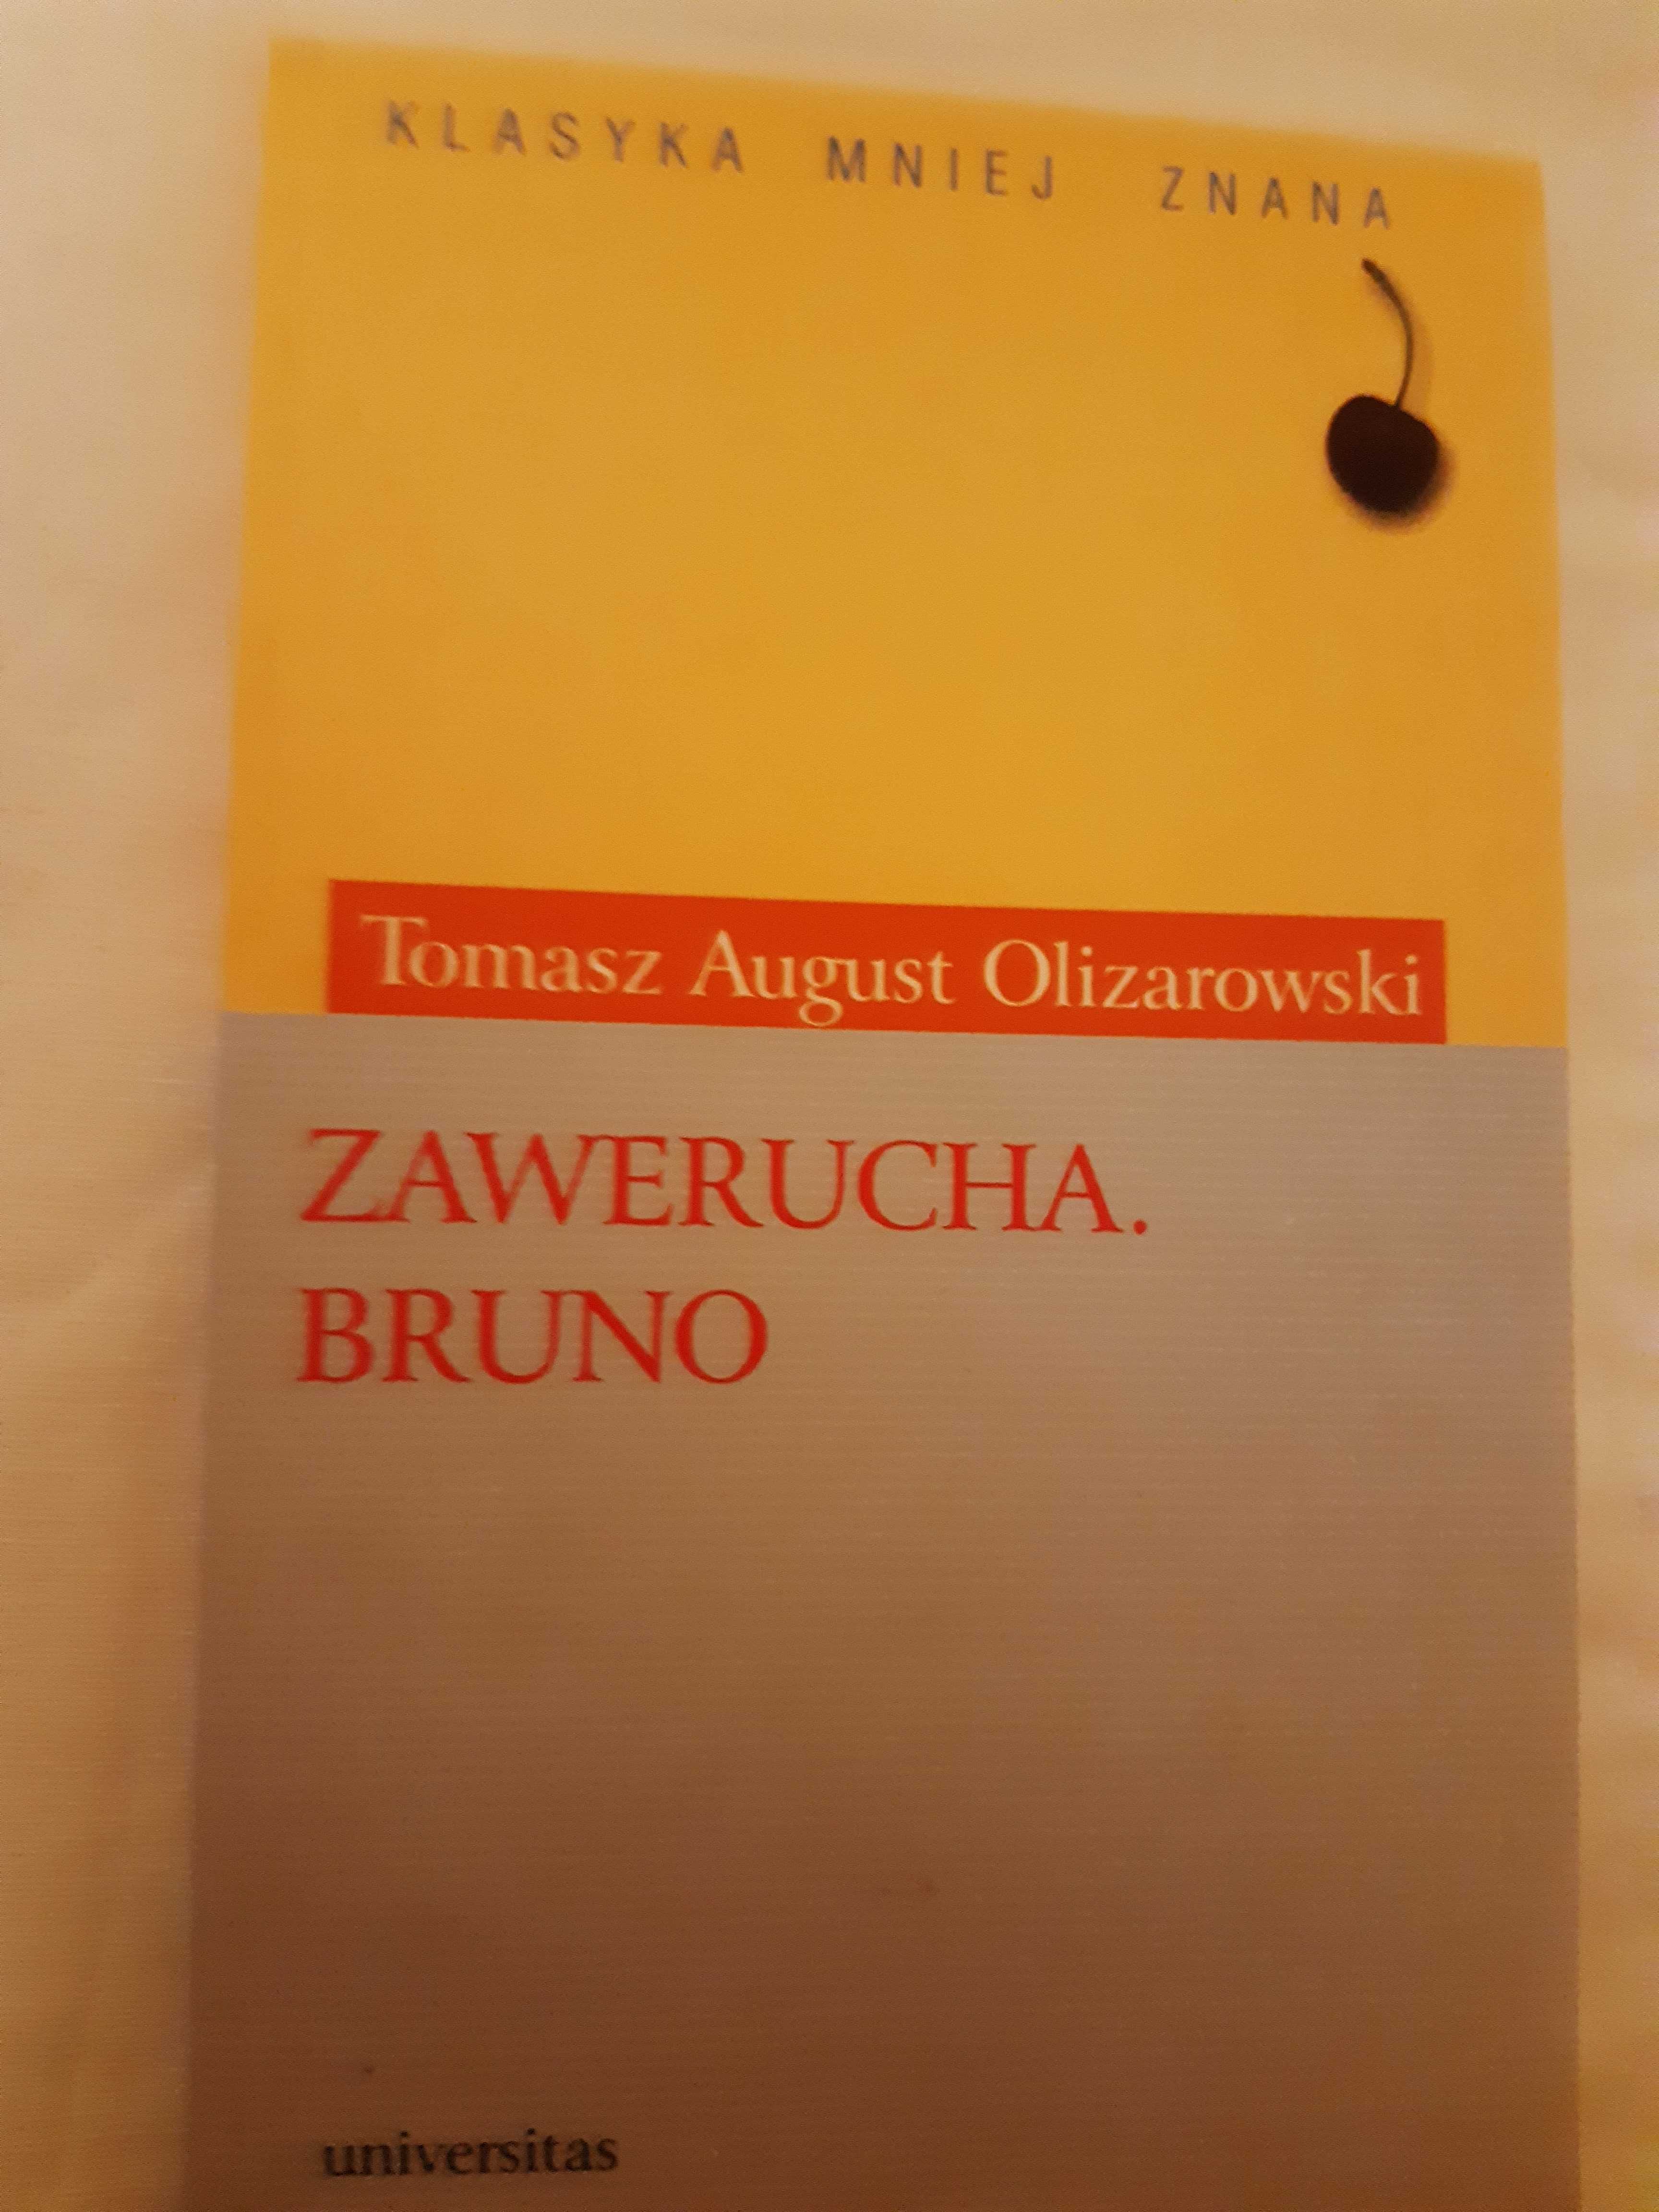 KLASYKA MNIEJ ZNANA
Tomasz August Olizarowski
ZAWERUCHA.
BRUNO
universitas